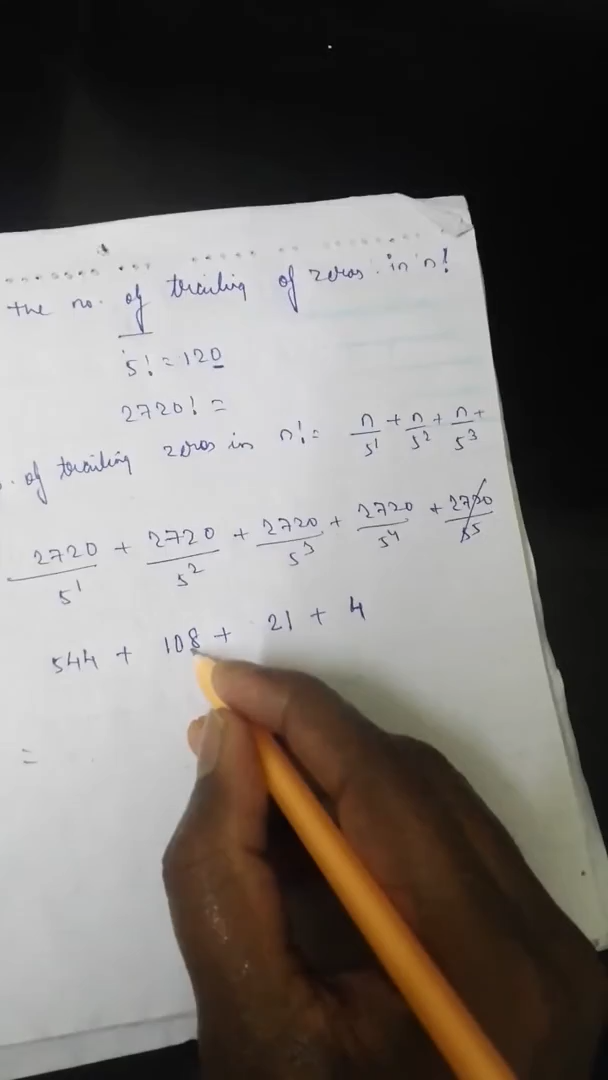 the no. of trailing of zeros in n!
5! = 120
2720! =
. of trailing zeros in n! = n/5¹ + n/5² + n/5³ +
2720/5¹ + 2720/5² + 2720/5³ + 2720/5⁴ + 2720/55
544 + 108 + 21 + 4
=